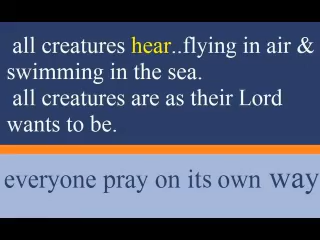 all creatures hear..flying in air &
swimming in the sea.
all creatures are as their Lord
wants to be.
everyone pray on its own way